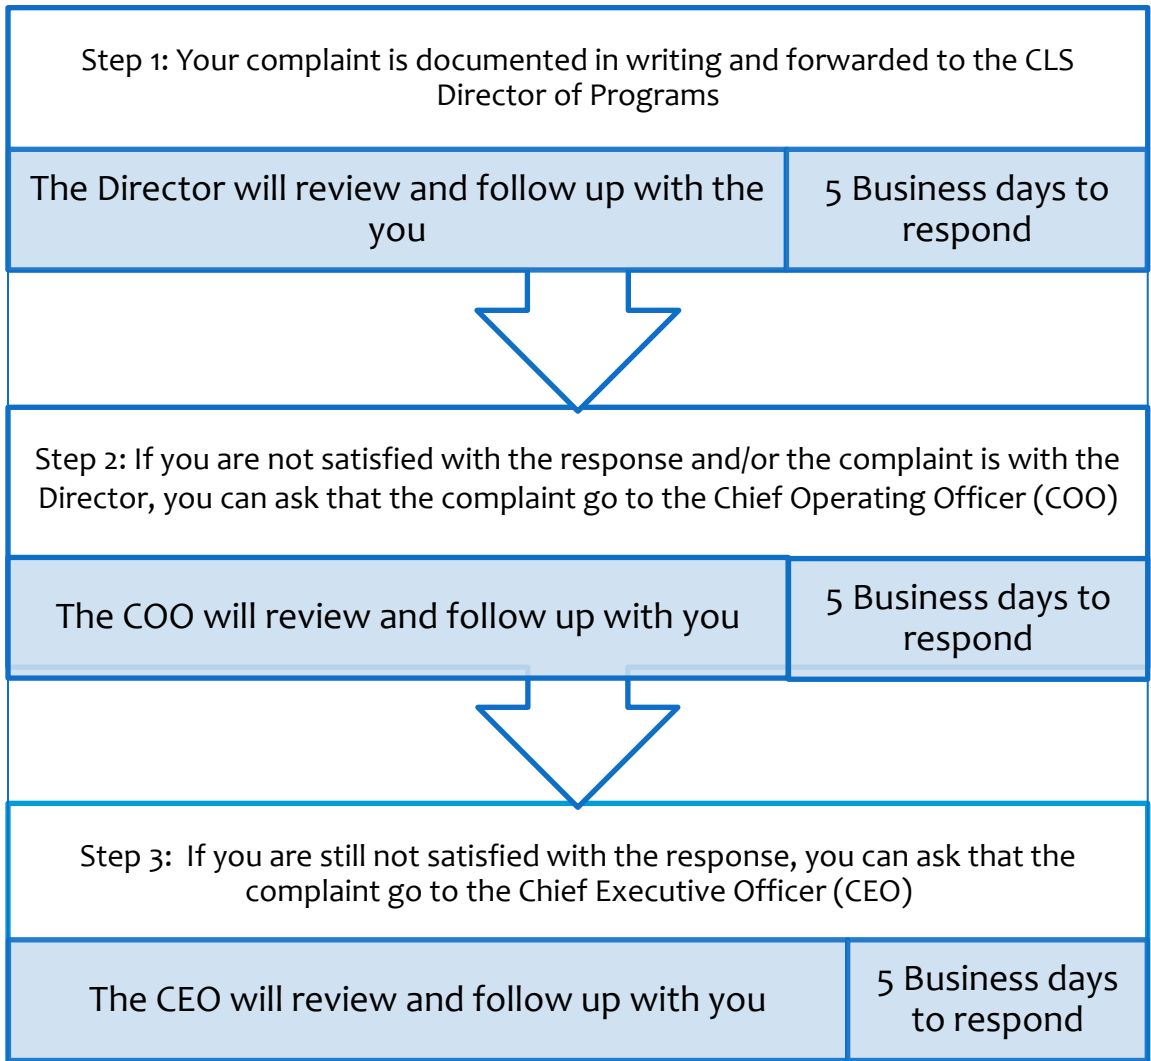 Step 1: Your complaint is documented in writing and forwarded to the CLS
Director of Programs
The Director will review and follow up with the
you
5 Business days to
respond
Step 2: If you are not satisfied with the response and/or the complaint is with the
Director, you can ask that the complaint go to the Chief Operating Officer (COO)
The COO will review and follow up with you
5 Business days to
respond
Step 3:  If you are still not satisfied with the response, you can ask that the
complaint go to the Chief Executive Officer (CEO)
The CEO will review and follow up with you
5 Business days
to respond